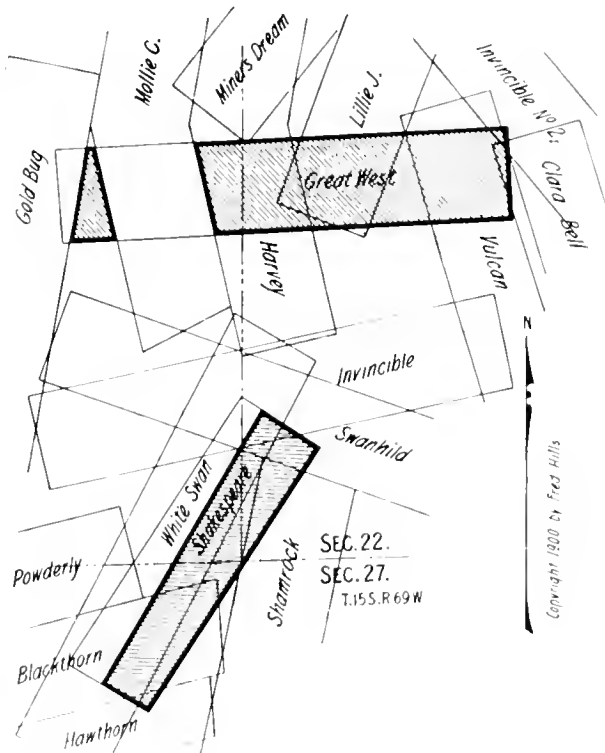 Mollie C.
Miner's Dream
Lillie J.
Invincible No 2:
Clara Bell
Gold Bug
Great West
Harvey
Vulcan
Invincible
N
Swanhild
White Swan
Shakespeare
Shamrock
SEC. 22.
SEC. 27.
T.15S.R69W
Powderly
Blackthorn
Hawthorn
Copyright 1900 by Fred Hills